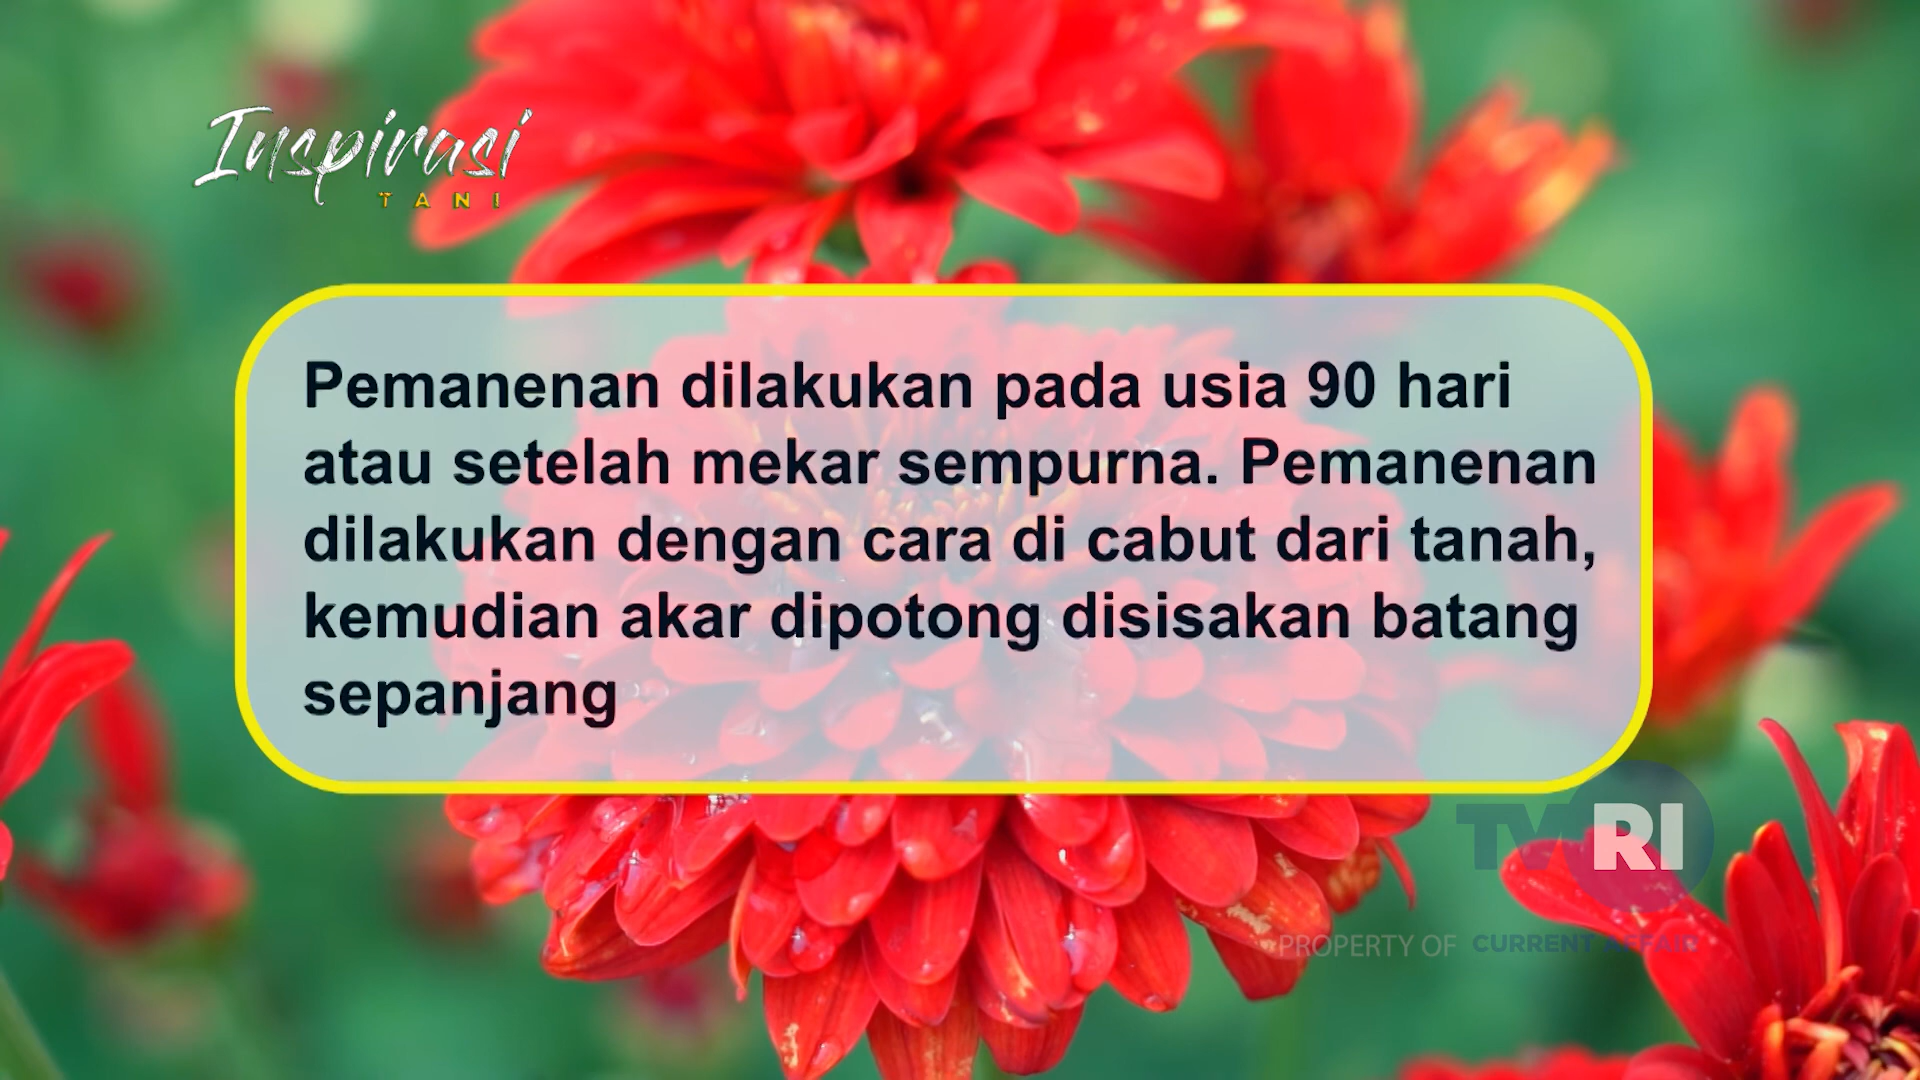 Inspirasi
TANI
Pemanenan dilakukan pada usia 90 hari
atau setelah mekar sempurna. Pemanenan
dilakukan dengan cara di cabut dari tanah,
kemudian akar dipotong disisakan batang
sepanjang
TVRI
PROPERTY OF CURRENT AFFAIR